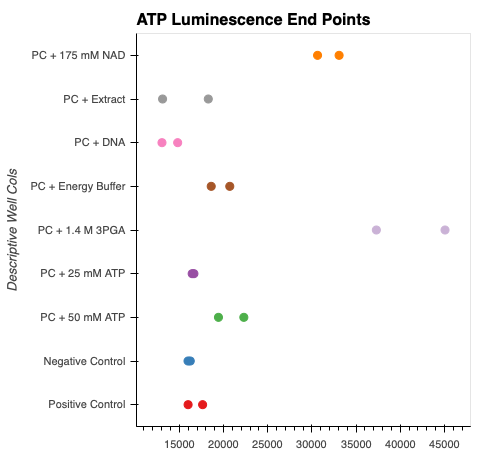 ATP Luminescence End Points
Descriptive Well Cols
PC + 175 mM NAD
PC + Extract
PC + DNA
PC + Energy Buffer
PC + 1.4 M 3PGA
PC + 25 mM ATP
PC + 50 mM ATP
Negative Control
Positive Control
15000 20000 25000 30000 35000 40000 45000